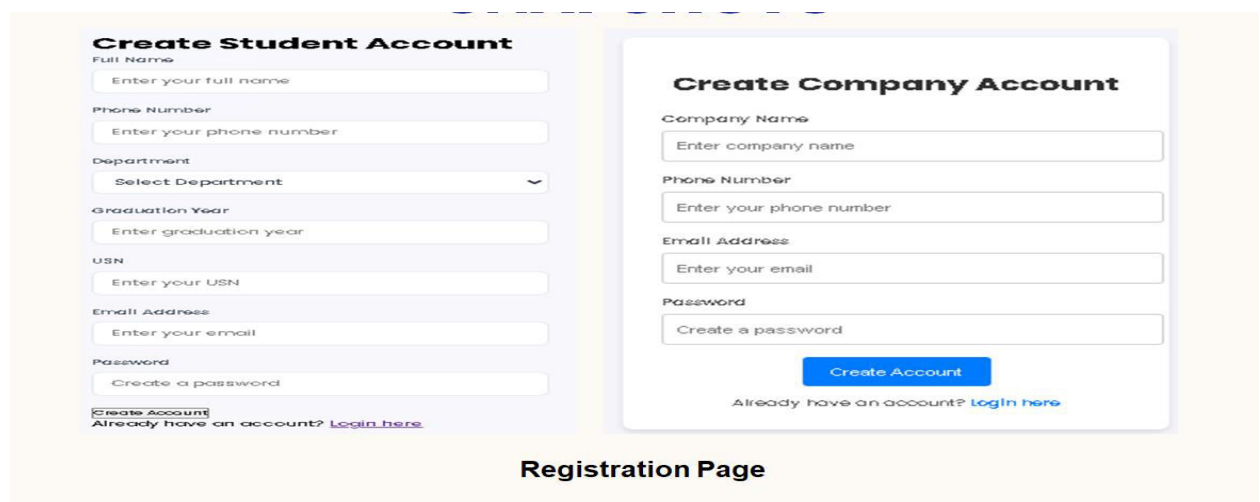 Create Student Account
Full Name
Enter your full name
Phone Number
Enter your phone number
Department
Select Department
Graduation Year
Enter graduation year
USN
Enter your USN
Email Address
Enter your email
Password
Create a password
Create Account
Already have an account? Login here
Create Company Account
Company Name
Enter company name
Phone Number
Enter your phone number
Email Address
Enter your email
Password
Create a password
Create Account
Already have an account? Login here
Registration Page